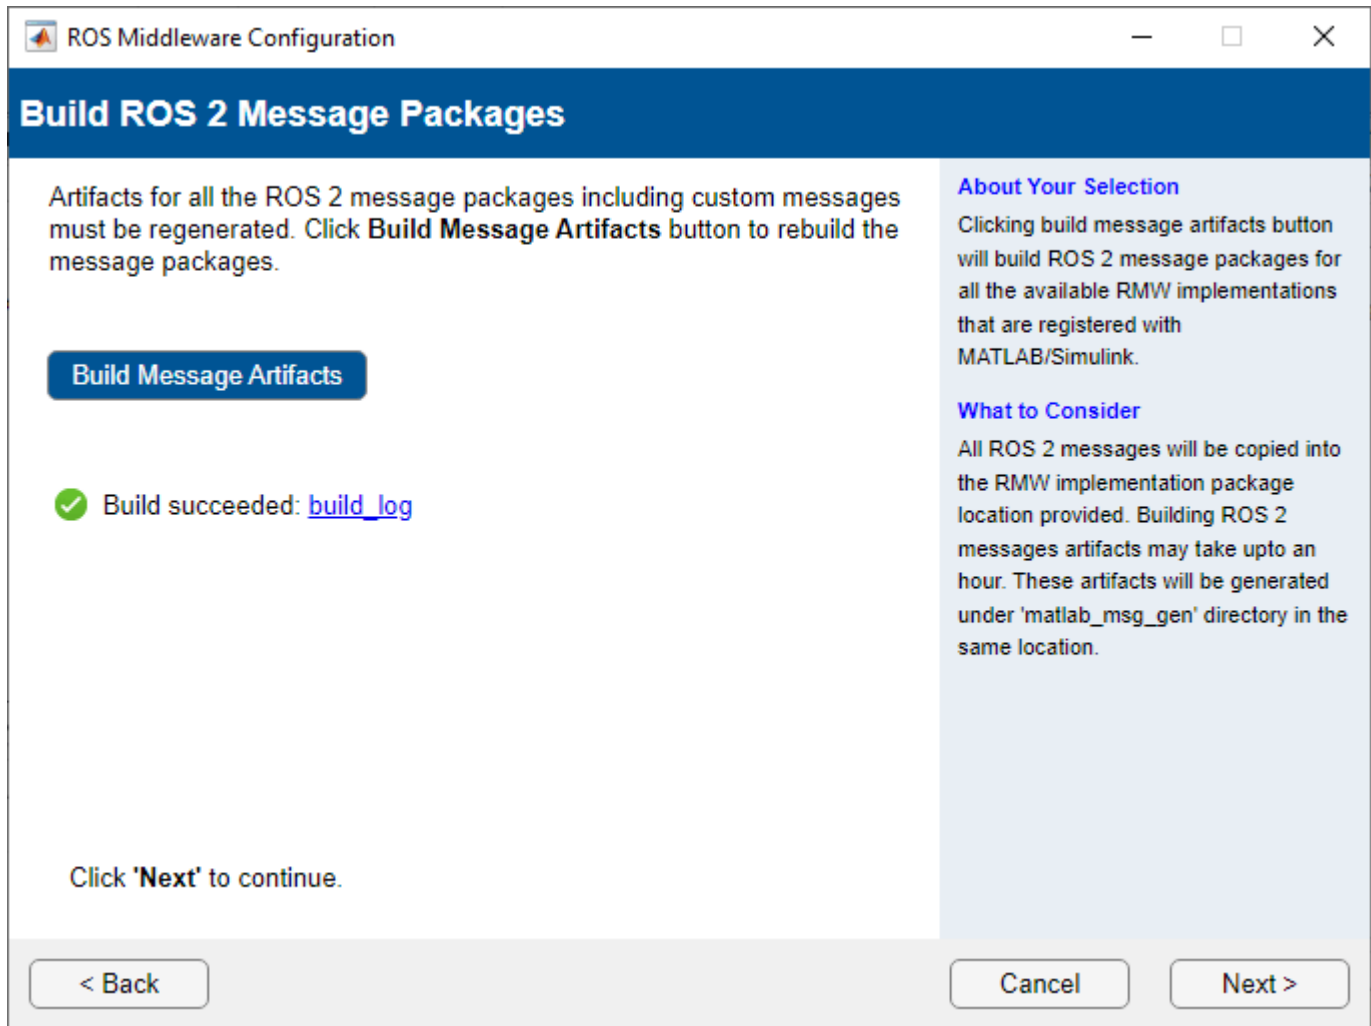 ROS Middleware Configuration
Build ROS 2 Message Packages
Artifacts for all the ROS 2 message packages including custom messages
must be regenerated. Click Build Message Artifacts button to rebuild the
message packages.
Build Message Artifacts
Build succeeded: build_log
Click 'Next' to continue.
About Your Selection
Clicking build message artifacts button
will build ROS 2 message packages for
all the available RMW implementations
that are registered with
MATLAB/Simulink.
What to Consider
All ROS 2 messages will be copied into
the RMW implementation package
location provided. Building ROS 2
messages artifacts may take upto an
hour. These artifacts will be generated
under 'matlab_msg_gen' directory in the
same location.
< Back
Cancel
Next >